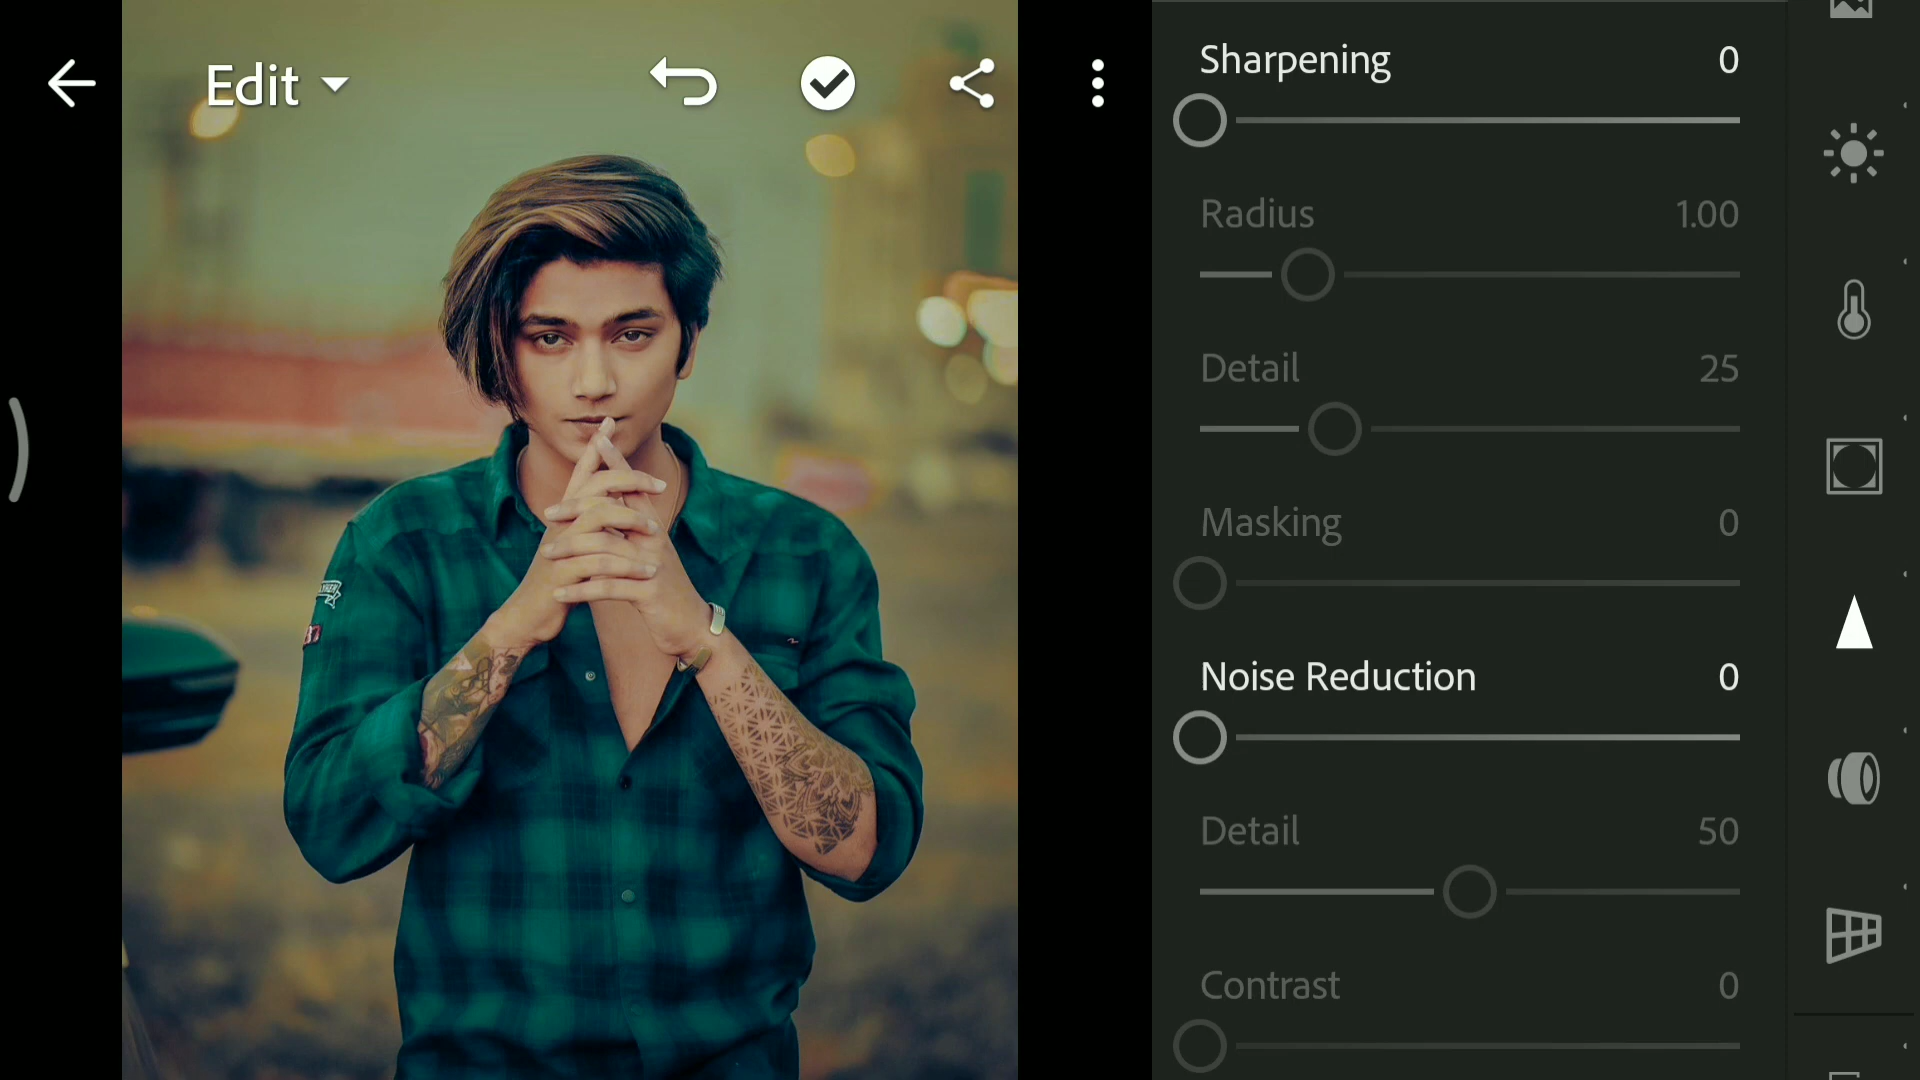 Edit
Sharpening 0
Radius 1.00
Detail 25
Masking 0
Noise Reduction 0
Detail 50
Contrast 0